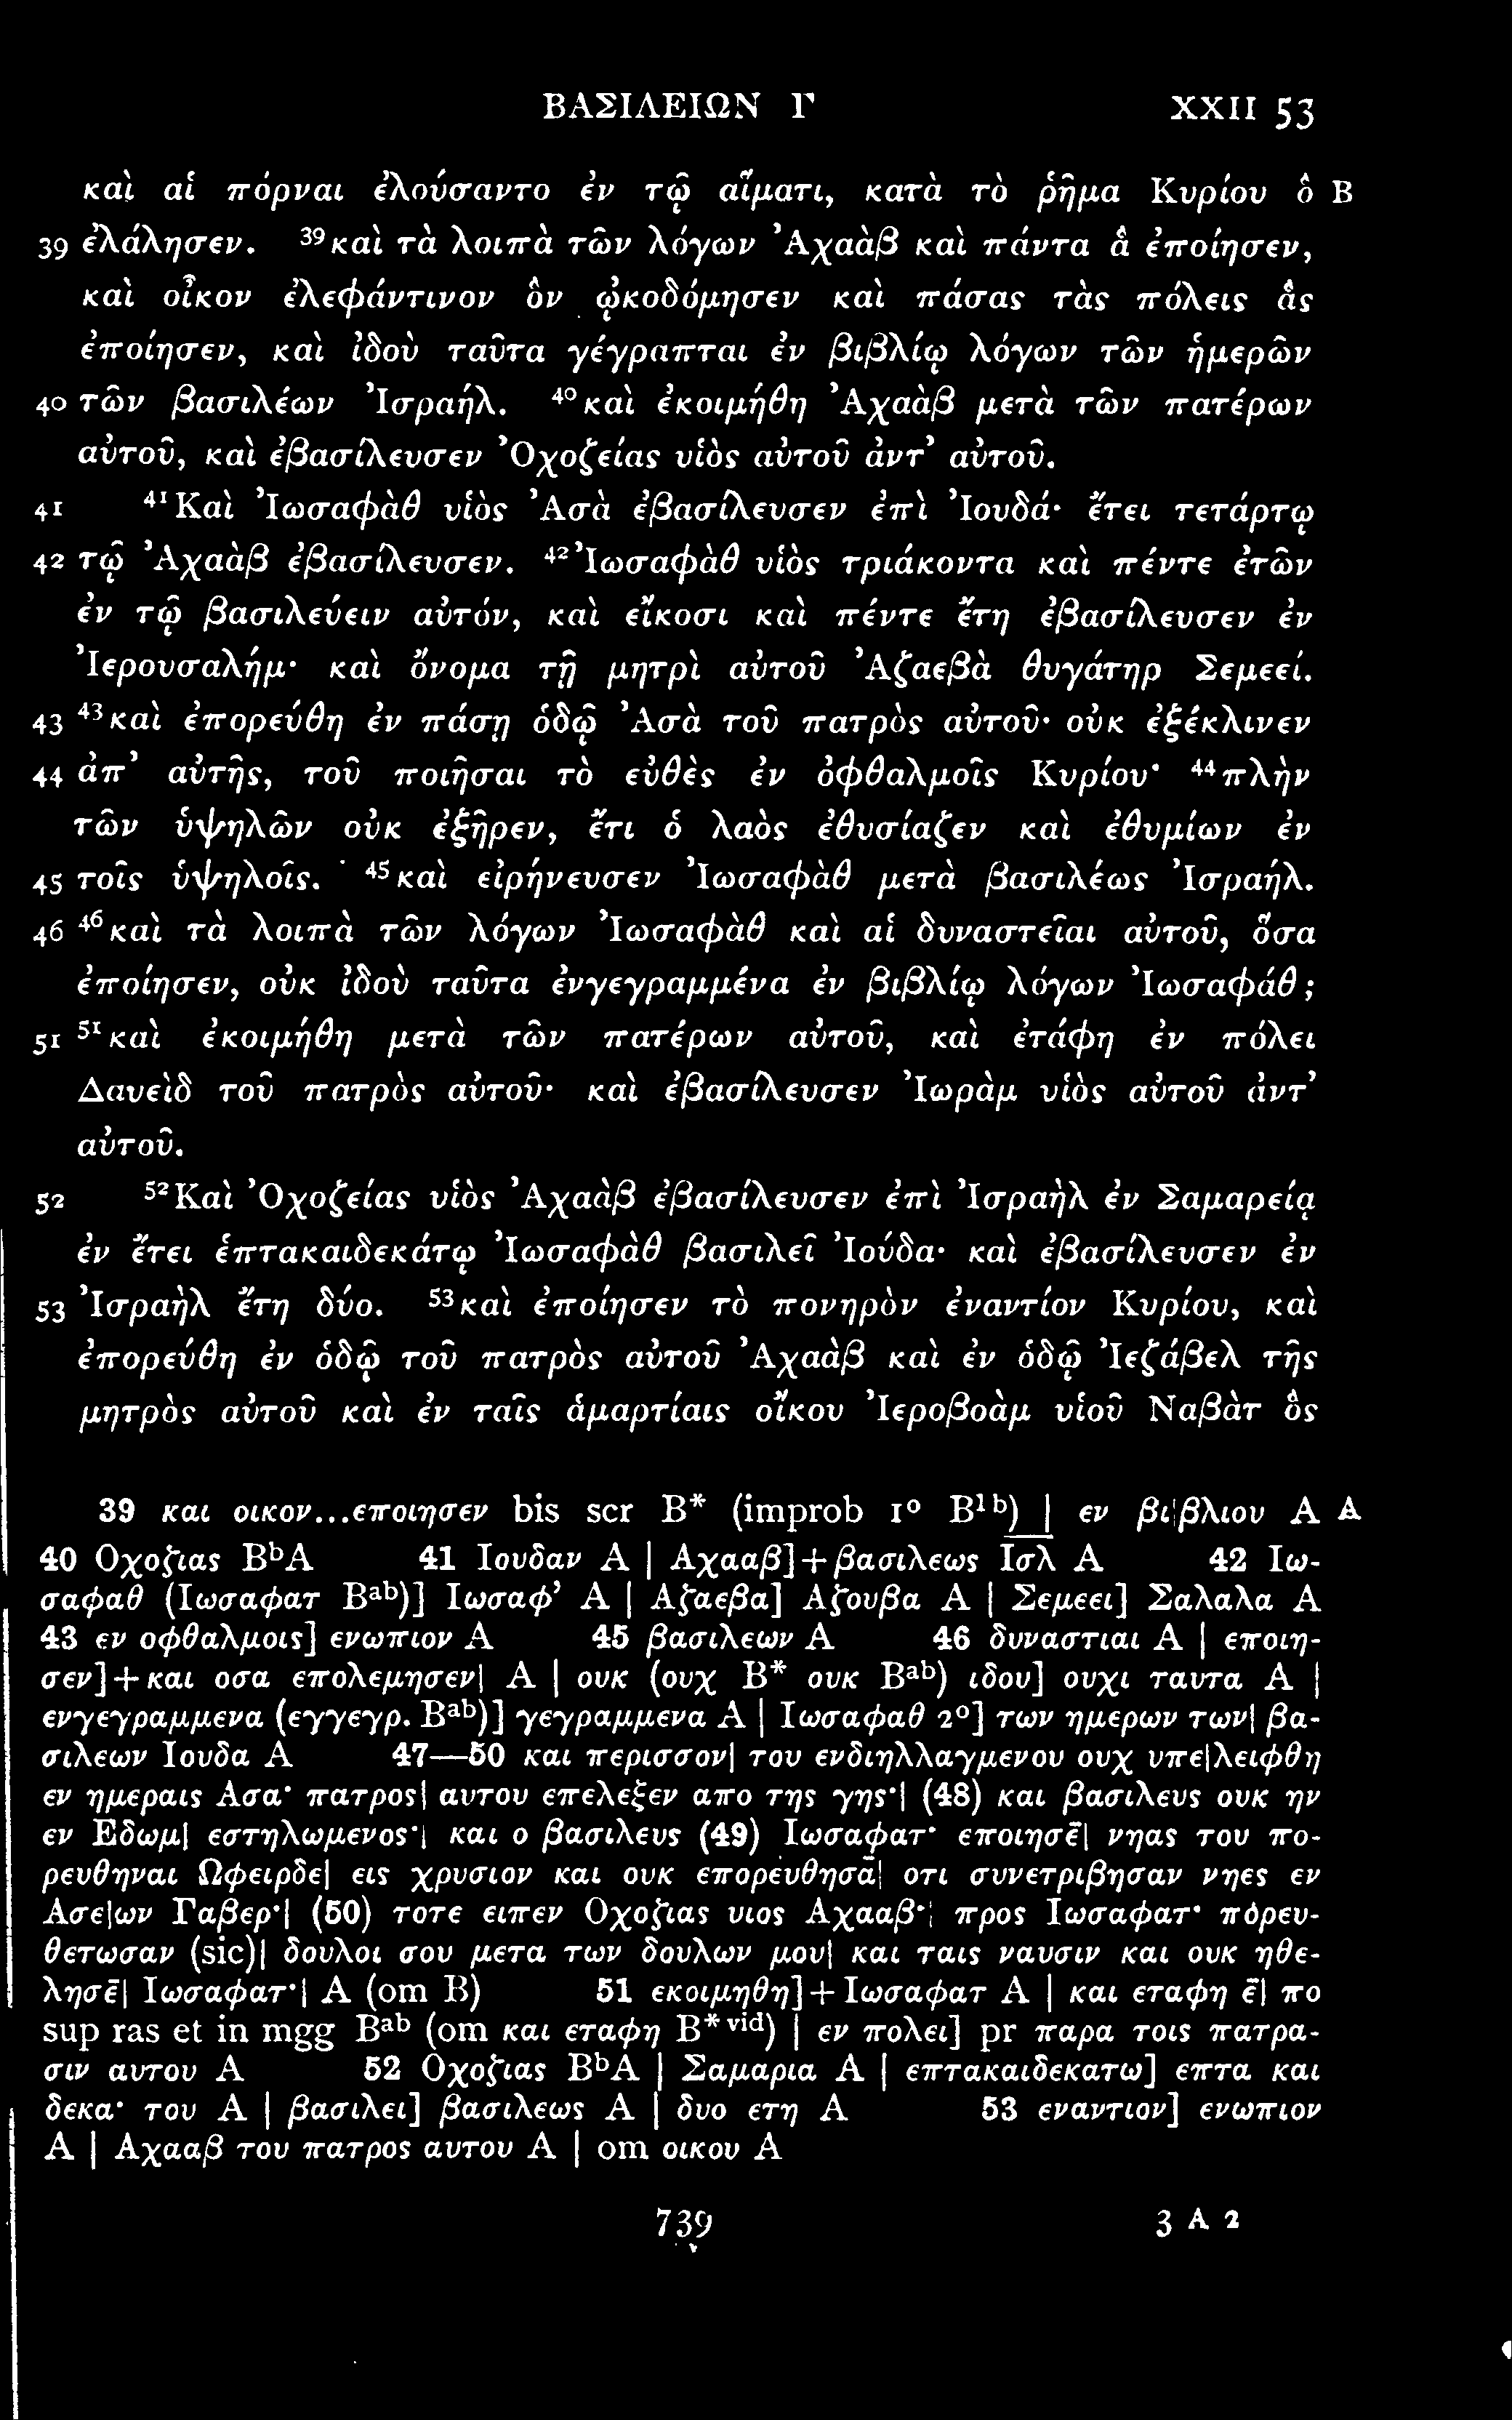 ΒΑΣΙΛΕΙΩΝ Γ XXII 53
καὶ αἱ πόρναι ἐλούσαντο ἐν τῷ αἵματι, κατὰ τὸ ῥῆμα Κυρίου ὃ B
39 ἐλάλησεν. ³⁹καὶ τὰ λοιπὰ τῶν λόγων Ἀχαὰβ καὶ πάντα ἃ ἐποίησεν,
καὶ οἶκον ἐλεφάντινον ὃν ᾠκοδόμησεν καὶ πάσας τὰς πόλεις ἃς
ἐποίησεν, καὶ ἰδοὺ ταῦτα γέγραπται ἐν βιβλίῳ λόγων τῶν ἡμερῶν
40 τῶν βασιλέων Ἰσραήλ. ⁴⁰καὶ ἐκοιμήθη Ἀχαὰβ μετὰ τῶν πατέρων
αὐτοῦ, καὶ ἐβασίλευσεν Ὀχοζείας υἱὸς αὐτοῦ ἀντ᾽ αὐτοῦ.
41 ⁴¹Καὶ Ἰωσαφὰθ υἱὸς Ἀσὰ ἐβασίλευσεν ἐπὶ Ἰουδά· ἔτει τετάρτῳ
42 τῷ Ἀχαὰβ ἐβασίλευσεν. ⁴²Ἰωσαφὰθ υἱὸς τριάκοντα καὶ πέντε ἐτῶν
ἐν τῷ βασιλεύειν αὐτόν, καὶ εἴκοσι καὶ πέντε ἔτη ἐβασίλευσεν ἐν
Ἰερουσαλήμ· καὶ ὄνομα τῇ μητρὶ αὐτοῦ Ἀζαεβὰ θυγάτηρ Σεμεεί.
43 ⁴³καὶ ἐπορεύθη ἐν πάσῃ ὁδῷ Ἀσὰ τοῦ πατρὸς αὐτοῦ· οὐκ ἐξέκλινεν
44 ἀπ᾽ αὐτῆς, τοῦ ποιῆσαι τὸ εὐθὲς ἐν ὀφθαλμοῖς Κυρίου· ⁴⁴πλὴν
τῶν ὑψηλῶν οὐκ ἐξῆρεν, ἔτι ὁ λαὸς ἐθυσίαζεν καὶ ἐθυμίων ἐν
45 τοῖς ὑψηλοῖς. ⁴⁵καὶ εἰρήνευσεν Ἰωσαφὰθ μετὰ βασιλέως Ἰσραήλ.
46 ⁴⁶καὶ τὰ λοιπὰ τῶν λόγων Ἰωσαφὰθ καὶ αἱ δυναστεῖαι αὐτοῦ, ὅσα
ἐποίησεν, οὐκ ἰδοὺ ταῦτα ἐνγεγραμμένα ἐν βιβλίῳ λόγων Ἰωσαφάθ;
51 ⁵¹καὶ ἐκοιμήθη μετὰ τῶν πατέρων αὐτοῦ, καὶ ἐτάφη ἐν πόλει
Δαυεὶδ τοῦ πατρὸς αὐτοῦ· καὶ ἐβασίλευσεν Ἰωρὰμ υἱὸς αὐτοῦ ἀντ᾽
αὐτοῦ.
52 ⁵²Καὶ Ὀχοζείας υἱὸς Ἀχαὰβ ἐβασίλευσεν ἐπὶ Ἰσραὴλ ἐν Σαμαρείᾳ
ἐν ἔτει ἑπτακαιδεκάτῳ Ἰωσαφὰθ βασιλεῖ Ἰούδα· καὶ ἐβασίλευσεν ἐν
53 Ἰσραὴλ ἔτη δύο. ⁵³καὶ ἐποίησεν τὸ πονηρὸν ἐναντίον Κυρίου, καὶ
ἐπορεύθη ἐν ὁδῷ τοῦ πατρὸς αὐτοῦ Ἀχαὰβ καὶ ἐν ὁδῷ Ἰεζάβελ τῆς
μητρὸς αὐτοῦ καὶ ἐν ταῖς ἁμαρτίαις οἴκου Ἰεροβοὰμ υἱοῦ Ναβὰτ ὃς
39 και οικον...εποιησεν bis scr B* (improb 1° B¹ᵇ) | εν βι|βλιου A A
40 Οχοζιας BᵇA 41 Ιουδαν A | Αχααβ]+βασιλεως Ισλ A 42 Ιω-
σαφαθ (Ιωσαφατ Bᵃᵇ)] Ιωσαφ᾽ A | Αζαεβα] Αζουβα A | Σεμεει] Σαλαλα A
43 εν οφθαλμοις] ενωπιον A 45 βασιλεων A 46 δυναστιαι A | εποιη-
σεν]+και οσα επολεμησεν| A | ουκ (ουχ B* ουκ Bᵃᵇ) ιδου] ουχι ταυτα A |
ενγεγραμμενα (εγγεγρ. Bᵃᵇ)] γεγραμμενα A | Ιωσαφαθ 2°] των ημερων των| βα-
σιλεων Ιουδα A 47—50 και περισσον| του ενδιηλλαγμενου ουχ υπε|λειφθη
εν ημεραις Ασα· πατρος| αυτου επελεξεν απο της γης·| (48) και βασιλευς ουκ ην
εν Εδωμ| εστηλωμενος·| και ο βασιλευς (49) Ιωσαφατ· εποιησε̄| νηας του πο-
ρευθηναι Ωφειρδε| εις χρυσιον και ουκ επορευθησᾱ| οτι συνετριβησαν νηες εν
Ασε|ων Γαβερ·| (50) τοτε ειπεν Οχοζιας υιος Αχααβ·| προς Ιωσαφατ· πορευ-
θετωσαν (sic)| δουλοι σου μετα των δουλων μου| και ταις ναυσιν και ουκ ηθε-
λησε̄| Ιωσαφατ·| A (om B) 51 εκοιμηθη]+Ιωσαφατ A | και εταφη ε̄| πο
sup ras et in mgg Bᵃᵇ (om και εταφη B*ᵛⁱᵈ) | εν πολει] pr παρα τοις πατρα-
σιν αυτου A 52 Οχοζιας BᵇA | Σαμαρια A | επτακαιδεκατω] επτα και
δεκα· του A | βασιλει] βασιλεως A | δυο ετη A 53 εναντιον] ενωπιον
A | Αχααβ του πατρος αυτου A | om οικου A
739 3 A 2